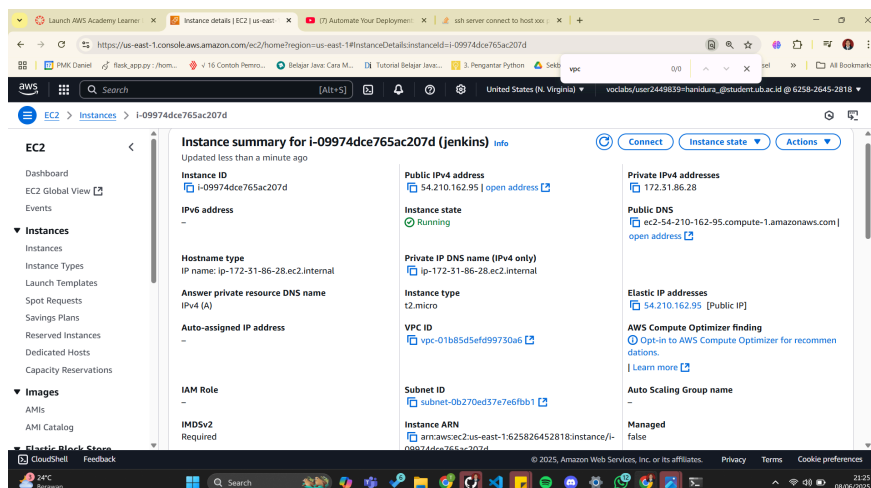 Launch AWS Academy Learner
Instance details | EC2 | us-east-
(7) Automate Your Deployment
ssh server connect to host xxx p
https://us-east-1.console.aws.amazon.com/ec2/home?region=us-east-1#InstanceDetails:instanceId=i-09974dce765ac207d
PMK Daniel
flask_app.py : /hom...
√ 16 Contoh Pemro...
Belajar Java: Cara M...
Tutorial Belajar Java:...
3. Pengantar Python
vpc
0/0
All Bookmarks
aws
Search
[Alt+S]
United States (N. Virginia)
voclabs/user2449839=hanidura_@student.ub.ac.id @ 6258-2645-2818
EC2 > Instances > i-09974dce765ac207d
EC2
Dashboard
EC2 Global View
Events
Instances
Instances
Instance Types
Launch Templates
Spot Requests
Savings Plans
Reserved Instances
Dedicated Hosts
Capacity Reservations
Images
AMIs
AMI Catalog
Elastic Block Store
Instance summary for i-09974dce765ac207d (jenkins) Info
Updated less than a minute ago
Connect
Instance state
Actions
Instance ID
i-09974dce765ac207d
Public IPv4 address
54.210.162.95 | open address
Private IPv4 addresses
172.31.86.28
IPv6 address
–
Instance state
Running
Public DNS
ec2-54-210-162-95.compute-1.amazonaws.com |
open address
Hostname type
IP name: ip-172-31-86-28.ec2.internal
Private IP DNS name (IPv4 only)
ip-172-31-86-28.ec2.internal
Answer private resource DNS name
IPv4 (A)
Instance type
t2.micro
Elastic IP addresses
54.210.162.95 [Public IP]
Auto-assigned IP address
–
VPC ID
vpc-01b85d5efd99730a6
AWS Compute Optimizer finding
Opt-in to AWS Compute Optimizer for recommen
dations.
| Learn more
IAM Role
–
Subnet ID
subnet-0b270ed37e7e6fbb1
Auto Scaling Group name
–
IMDSv2
Required
Instance ARN
arn:aws:ec2:us-east-1:625826452818:instance/i-
09974dce765ac207d
Managed
false
CloudShell
Feedback
© 2025, Amazon Web Services, Inc. or its affiliates.
Privacy
Terms
Cookie preferences
24°C
Berawan
Search
21:25
08/06/2025